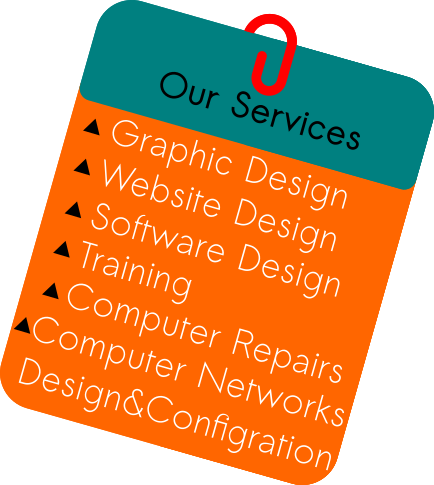 Our Services
Graphic Design
Website Design
Software Design
Training
Computer Repairs
Computer Networks
Design&Configration